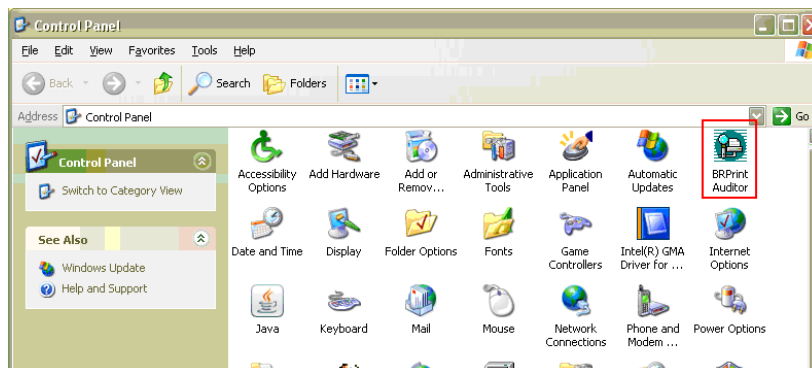 Control Panel
File Edit View Favorites Tools Help
Back Search Folders
Address Control Panel Go
Control Panel
Switch to Category View
See Also
Windows Update
Help and Support
Accessibility Options
Add Hardware
Add or Remov...
Administrative Tools
Application Panel
Automatic Updates
BRPrint Auditor
Date and Time
Display
Folder Options
Fonts
Game Controllers
Intel(R) GMA Driver for ...
Internet Options
Java
Keyboard
Mail
Mouse
Network Connections
Phone and Modem ...
Power Options